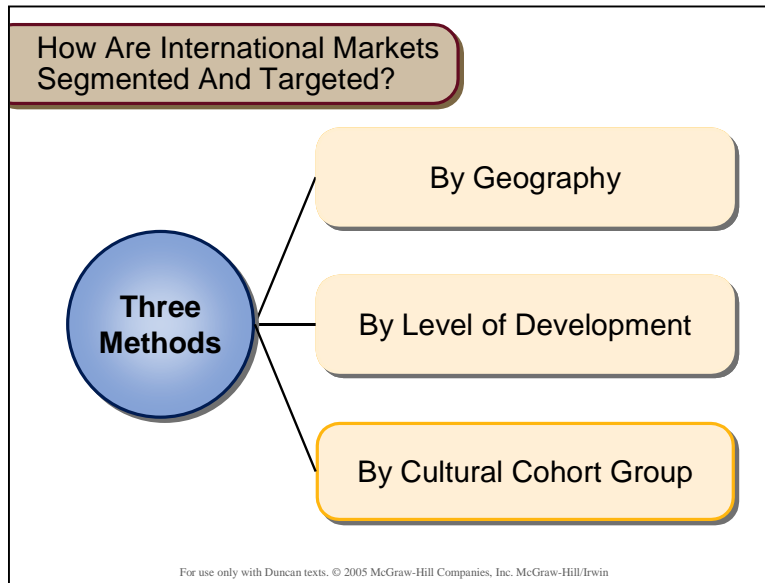 How Are International Markets
Segmented And Targeted?
By Geography
Three
Methods
By Level of Development
By Cultural Cohort Group
For use only with Duncan texts. © 2005 McGraw-Hill Companies, Inc. McGraw-Hill/Irwin